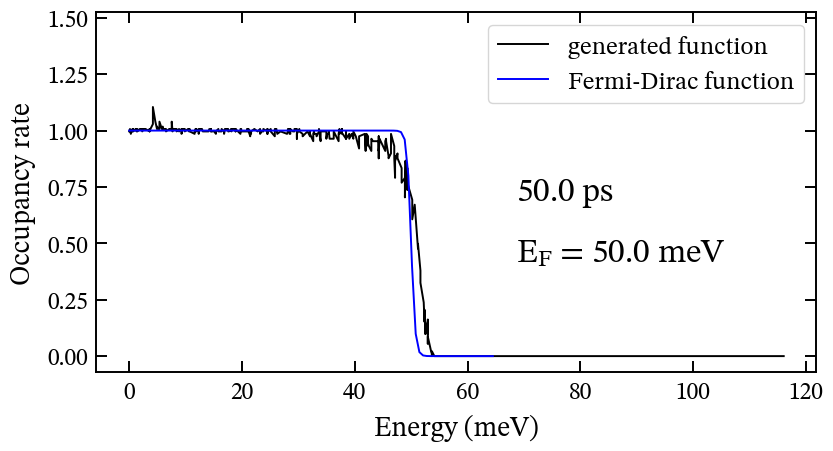 1.50
1.25
1.00
0.75
0.50
0.25
0.00
Occupancy rate
generated function
Fermi-Dirac function
50.0 ps
E_F = 50.0 meV
0 20 40 60 80 100 120
Energy (meV)